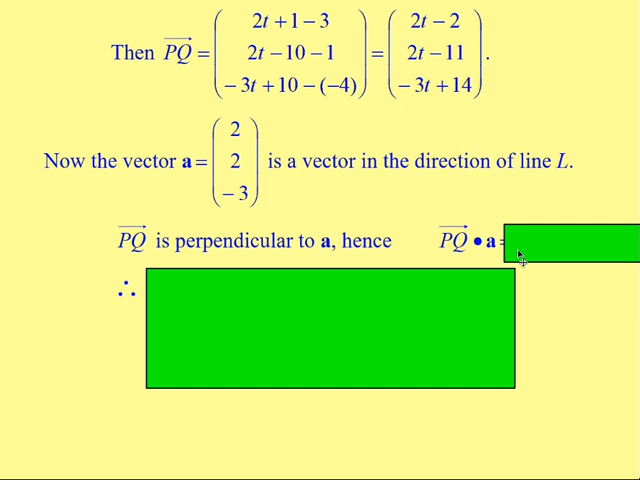 Then PQ⃗ = (2t + 1 − 3, 2t − 10 − 1, −3t + 10 − (−4)) = (2t − 2, 2t − 11, −3t + 14).
Now the vector a = (2, 2, −3) is a vector in the direction of line L.
PQ⃗ is perpendicular to a, hence PQ⃗ • a =
∴